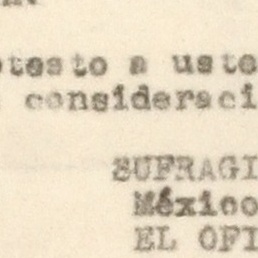 otesto a uste
consideraci
SUFRAGI
México
EL OFI